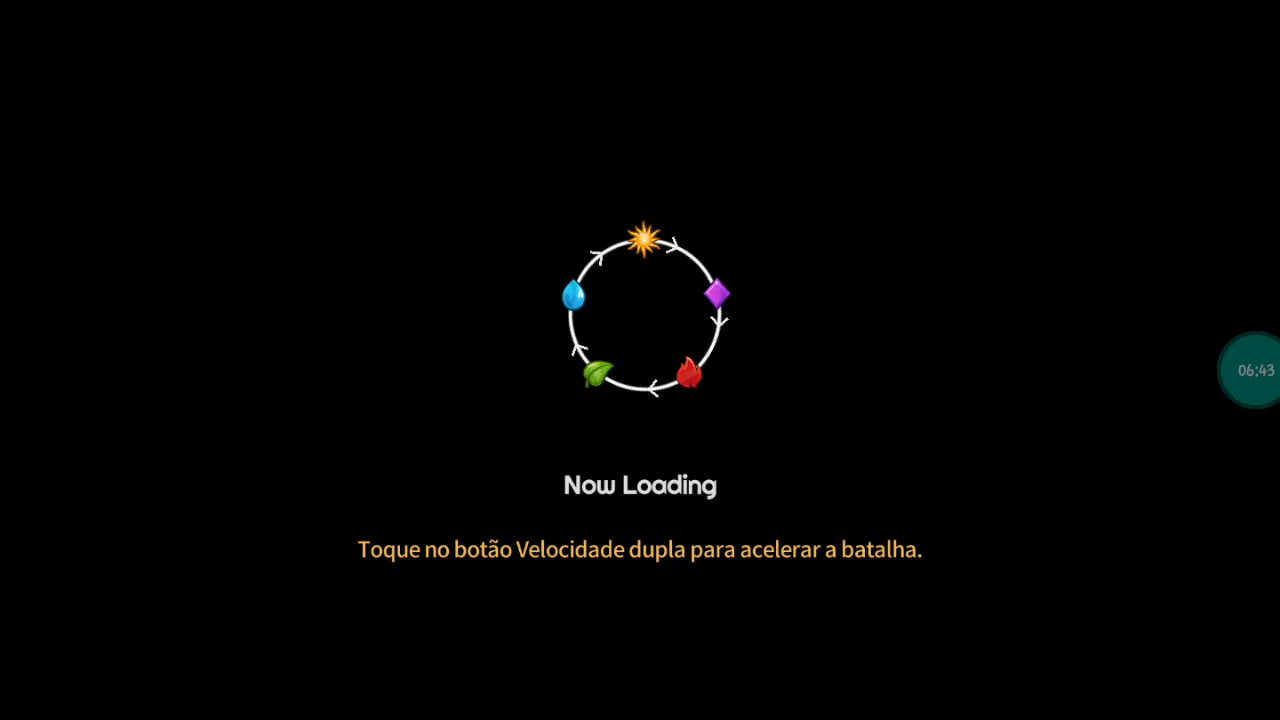 06:43
Now Loading
Toque no botão Velocidade dupla para acelerar a batalha.